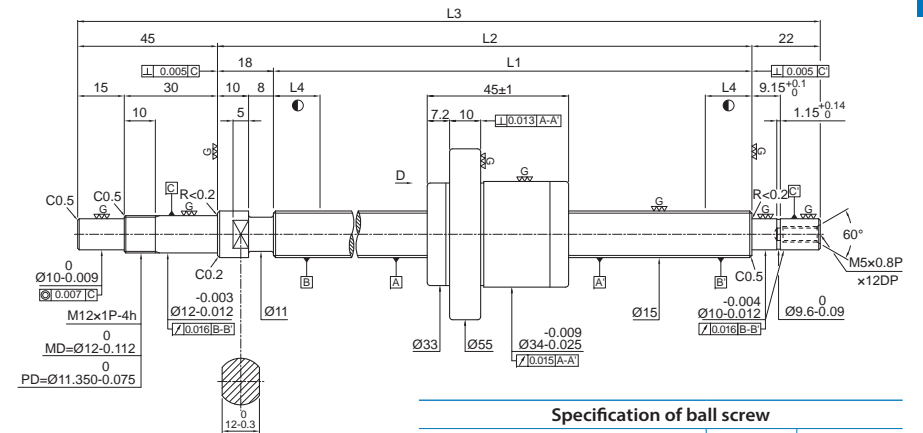 L3
45
L2
22
⊥ 0.005 C
18
L1
⊥ 0.005 C'
15
30
10
8
L4
45±1
L4
9.15 +0.1 0
10
5
7.2
10
⊥ 0.013 A-A'
1.15 +0.14 0
G
G
G
G
D
C0.5
C0.5
C
R<0.2
R<0.2
C'
G
G
G
G
G
60°
C0.2
B
A
A'
B'
C0.5
M5×0.8P
×12DP
0
Ø10-0.009
◎ 0.007 C
-0.003
Ø12-0.012
↗ 0.016 B-B'
Ø11
Ø15
-0.004
Ø10-0.012
↗ 0.016 B-B'
0
Ø9.6-0.09
M12×1P-4h
0
MD=Ø12-0.112
0
PD=Ø11.350-0.075
Ø33
Ø55
-0.009
Ø34-0.025
↗ 0.015 A-A'
0
12-0.3
Specification of ball screw